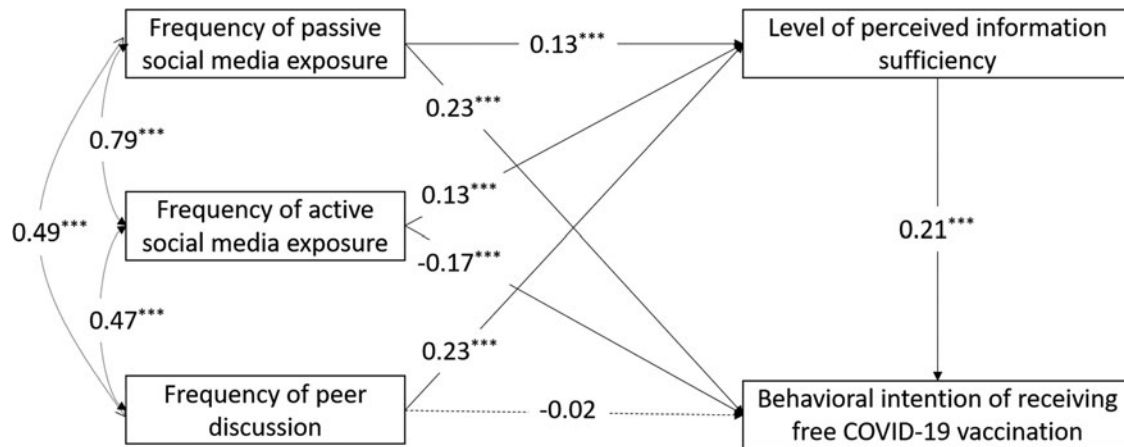 Frequency of passive
social media exposure
0.13***
Level of perceived information
sufficiency
0.23***
0.79***
0.13***
Frequency of active
social media exposure
0.49***
0.21***
-0.17***
0.47***
0.23***
Frequency of peer
discussion
-0.02
Behavioral intention of receiving
free COVID-19 vaccination